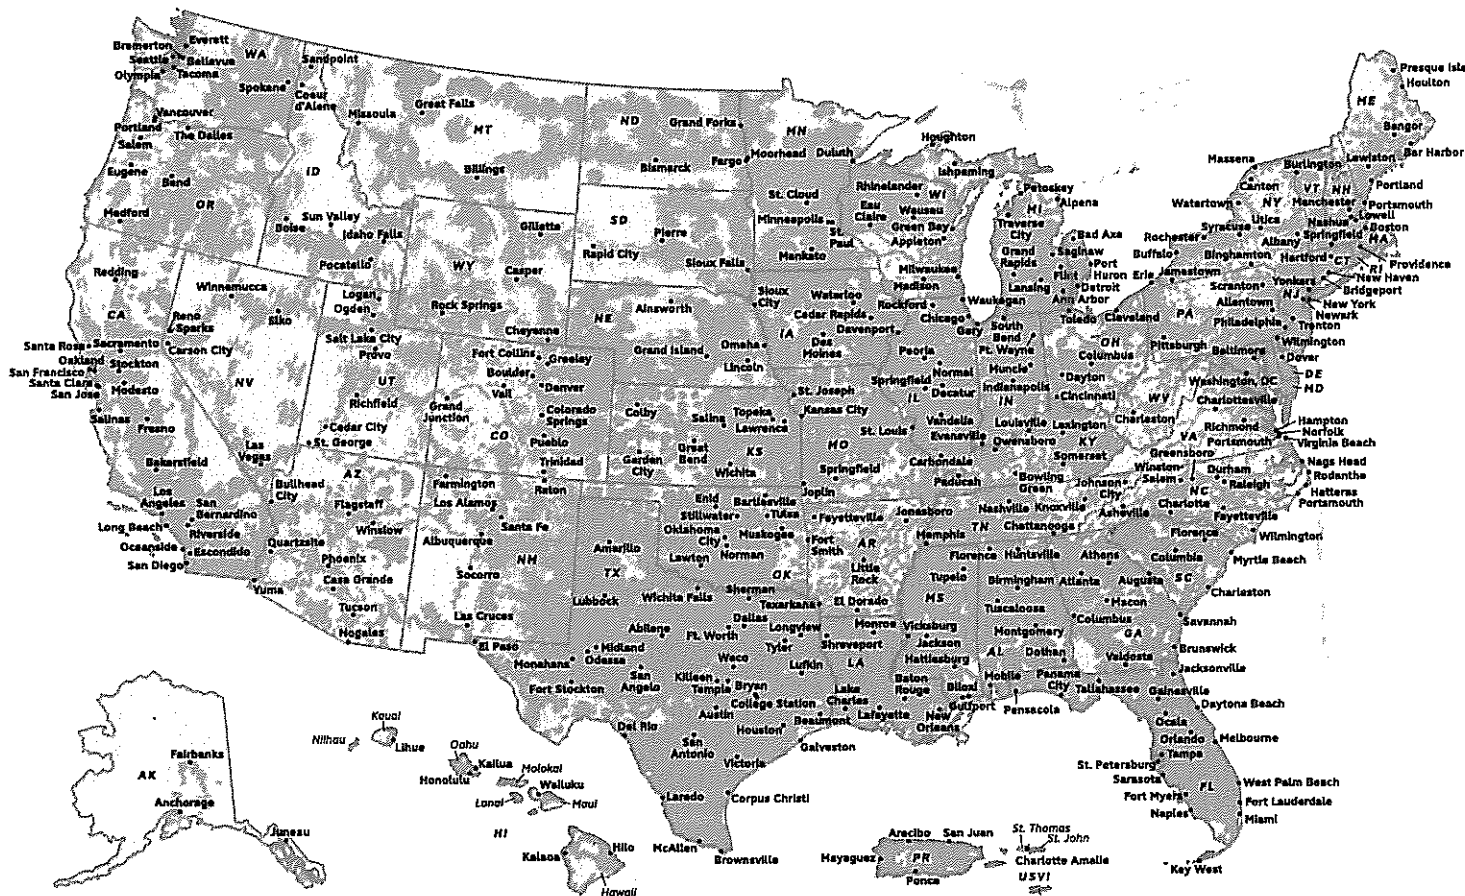 Everett
Bremerton
Seattle
Bellevue
Olympia
Tacoma
WA
Sandpoint
Spokane
Coeur
d'Alene
Vancouver
Portland
The Dalles
Salem
Eugene
Bend
OR
Medford
Missoula
Great Falls
MT
Billings
ID
Sun Valley
Boise
Idaho Falls
Pocatello
ND
Grand Forks
Bismarck
Fargo
MN
Moorhead
Duluth
St. Cloud
Minneapolis
St.
Paul
Mankato
SD
Pierre
Rapid City
Sioux Falls
Gillette
WY
Casper
Rock Springs
Cheyenne
Houghton
Ishpeming
Rhinelander
WI
Eau
Claire
Wausau
Green Bay
Appleton
Milwaukee
Madison
Petoskey
MI
Alpena
Traverse
City
Bad Axe
Grand
Rapids
Saginaw
Flint
Port
Huron
Lansing
Detroit
Ann Arbor
Presque Isle
Houlton
ME
Bangor
Bar Harbor
Lewiston
Portland
Massena
Burlington
Canton
VT
NH
Watertown
NY
Manchester
Portsmouth
Utica
Nashua
Lowell
Rochester
Syracuse
Albany
Springfield
Boston
MA
Buffalo
Binghamton
Hartford
CT
RI
Providence
Erie
Jamestown
Scranton
Yonkers
New Haven
Bridgeport
Allentown
NJ
New York
Newark
PA
Philadelphia
Trenton
Pittsburgh
Baltimore
Wilmington
Dover
DE
Washington, DC
MD
Redding
CA
Winnemucca
Reno
Sparks
Elko
Carson City
NV
Santa Rosa
Sacramento
Oakland
Stockton
San Francisco
Santa Clara
Modesto
San Jose
Salinas
Fresno
Las
Vegas
Bakersfield
Logan
Ogden
Salt Lake City
Provo
UT
Richfield
Cedar City
St. George
Fort Collins
Greeley
Boulder
Vail
Denver
Grand
Junction
Colorado
Springs
CO
Pueblo
Trinidad
NE
Ainsworth
Grand Island
Omaha
Lincoln
Sioux
City
Waterloo
Cedar Rapids
IA
Des
Moines
Davenport
Rockford
Waukegan
Chicago
Gary
South
Bend
Toledo
Cleveland
Peoria
Ft. Wayne
OH
Columbus
Normal
Muncie
Springfield
Indianapolis
Dayton
IL
Decatur
IN
Cincinnati
WV
Charleston
Charlottesville
Colby
Salina
Topeka
Lawrence
St. Joseph
Kansas City
Great
Bend
KS
Garden
City
Wichita
MO
St. Louis
Vandalia
Evansville
Louisville
Lexington
Owensboro
KY
Springfield
Carbondale
Paducah
Somerset
Bowling
Green
Joplin
Richmond
VA
Hampton
Norfolk
Portsmouth
Virginia Beach
Greensboro
Winston
Salem
Durham
Raleigh
Nags Head
Rodanthe
Hatteras
Portsmouth
Johnson
City
NC
Asheville
Charlotte
Fayetteville
Wilmington
Los
Angeles
San
Bernardino
Long Beach
Riverside
Oceanside
Escondido
San Diego
Bullhead
City
AZ
Flagstaff
Winslow
Quartzsite
Phoenix
Casa Grande
Yuma
Tucson
Nogales
Farmington
Raton
Los Alamos
Santa Fe
Albuquerque
NM
Socorro
Las Cruces
Enid
Bartlesville
Stillwater
Tulsa
Oklahoma
City
Muskogee
Norman
Lawton
OK
Amarillo
TX
Lubbock
Wichita Falls
Sherman
Texarkana
Abilene
Ft. Worth
Dallas
Longview
Tyler
Fayetteville
Jonesboro
Fort
Smith
AR
Little
Rock
El Dorado
Nashville
Knoxville
TN
Chattanooga
Memphis
Florence
Huntsville
Tupelo
Birmingham
MS
Tuscaloosa
Montgomery
AL
Dothan
Athens
Atlanta
Augusta
Macon
Columbus
GA
Valdosta
Florence
Columbia
SC
Myrtle Beach
Charleston
Savannah
Brunswick
Jacksonville
El Paso
Midland
Odessa
Monahans
Fort Stockton
San
Angelo
Waco
Killeen
Temple
Bryan
College Station
Lufkin
Austin
Houston
Beaumont
Del Rio
San
Antonio
Galveston
Victoria
Laredo
Corpus Christi
McAllen
Brownsville
Monroe
Vicksburg
Shreveport
Jackson
LA
Hattiesburg
Baton
Rouge
Biloxi
Gulfport
Lake
Charles
Lafayette
New
Orleans
Mobile
Pensacola
Panama
City
Tallahassee
Gainesville
Daytona Beach
Ocala
Orlando
Melbourne
Tampa
St. Petersburg
Sarasota
FL
West Palm Beach
Fort Myers
Fort Lauderdale
Naples
Miami
Key West
AK
Fairbanks
Anchorage
Juneau
Kauai
Niihau
Lihue
Oahu
Kailua
Honolulu
Molokai
Wailuku
Lanai
Maui
HI
Kalaoa
Hilo
Hawaii
Arecibo
San Juan
Mayaguez
PR
Ponce
St. Thomas
St. John
Charlotte Amalie
USVI